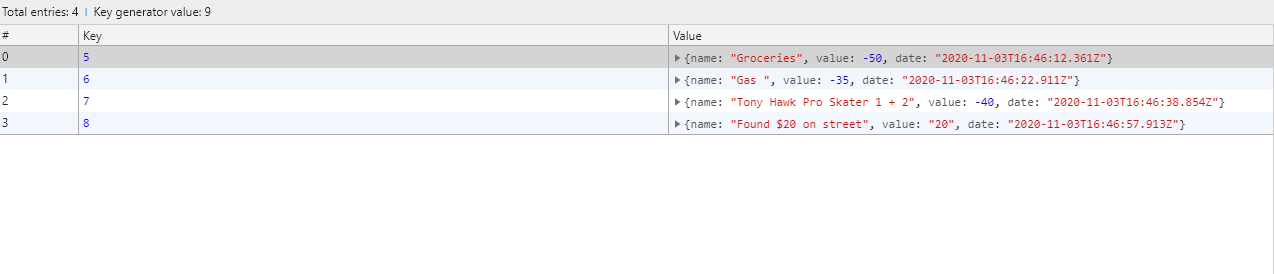 Total entries: 4 | Key generator value: 9
# Key Value
0 5 ▶{name: "Groceries", value: -50, date: "2020-11-03T16:46:12.361Z"}
1 6 ▶{name: "Gas ", value: -35, date: "2020-11-03T16:46:22.911Z"}
2 7 ▶{name: "Tony Hawk Pro Skater 1 + 2", value: -40, date: "2020-11-03T16:46:38.854Z"}
3 8 ▶{name: "Found $20 on street", value: "20", date: "2020-11-03T16:46:57.913Z"}